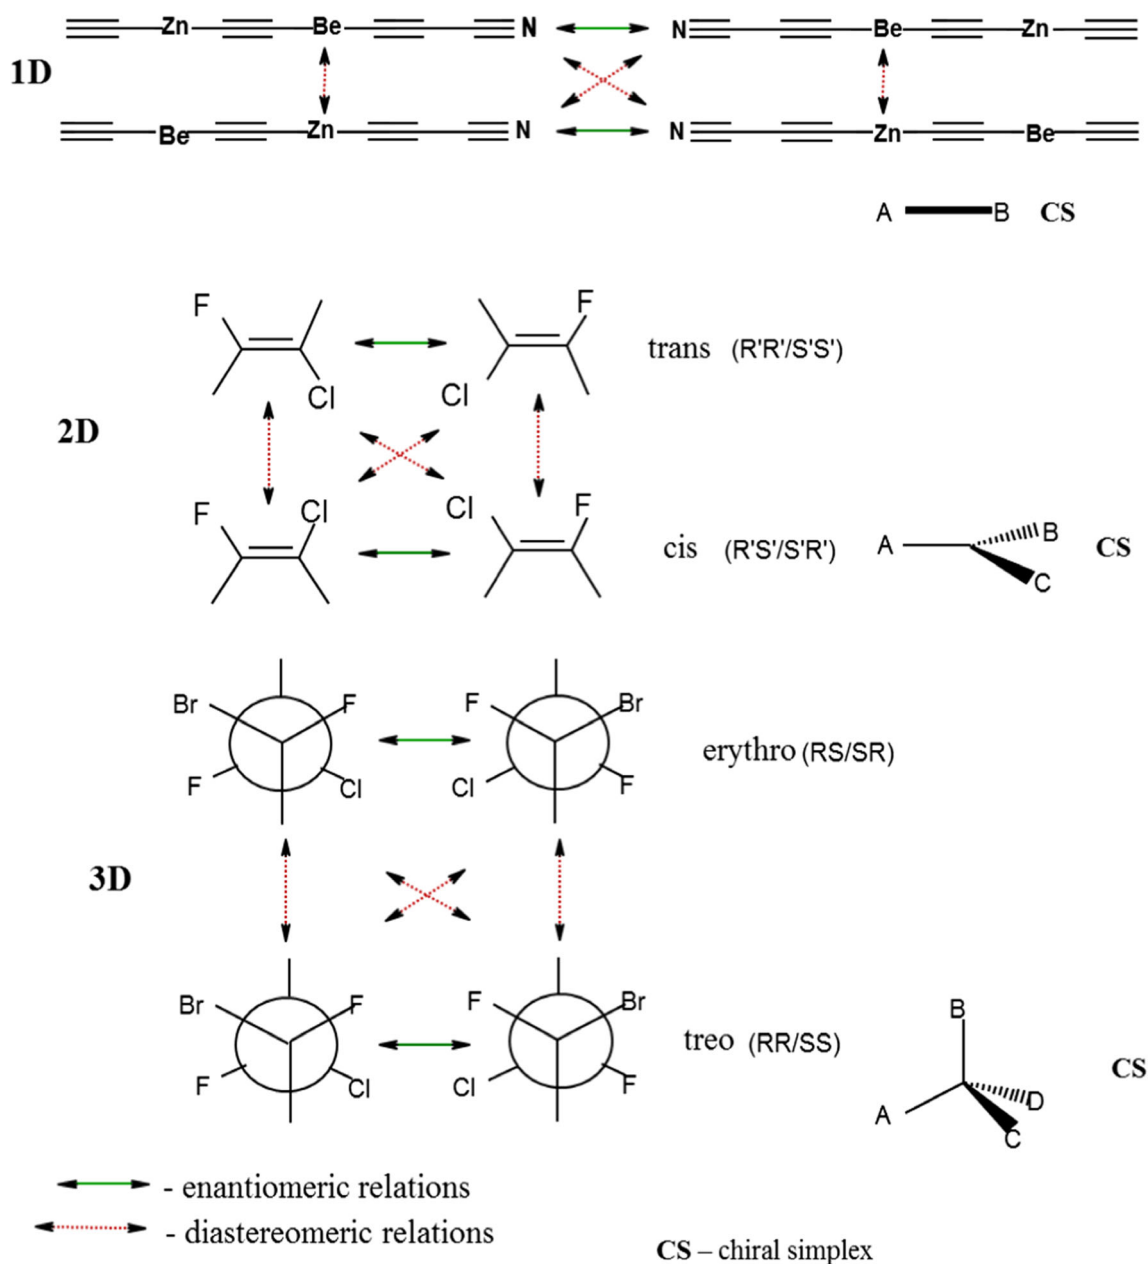 Zn Be N N Be Zn
1D
Be Zn N N Zn Be
A B CS
F F
trans (R'R'/S'S')
Cl Cl
2D
F Cl Cl F
cis (R'S'/S'R') A B C CS
Br F F Br
erythro (RS/SR)
F Cl Cl F
3D
Br F F Br
treo (RR/SS) B
CS
F Cl Cl F
A D
C
- enantiomeric relations
- diastereomeric relations
CS – chiral simplex